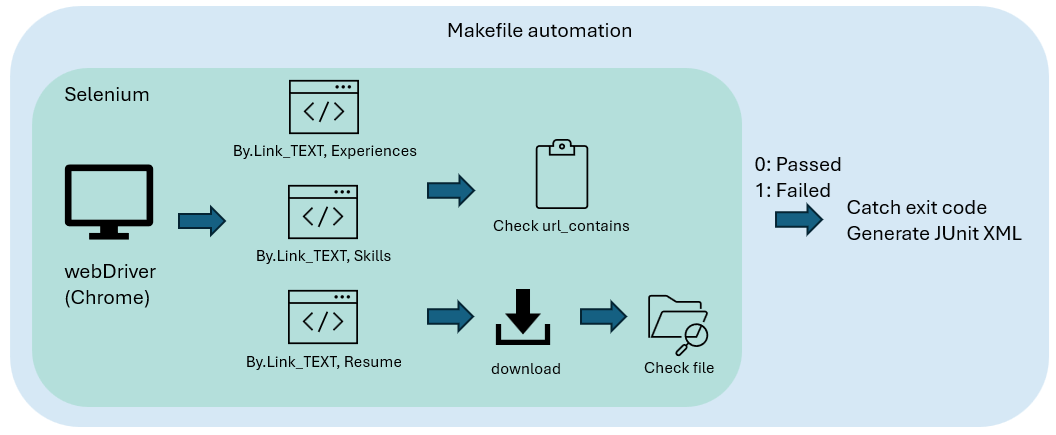 Makefile automation
Selenium
webDriver
(Chrome)
</>
By.Link_TEXT, Experiences
</>
By.Link_TEXT, Skills
</>
By.Link_TEXT, Resume
Check url_contains
download
Check file
0: Passed
1: Failed
Catch exit code
Generate JUnit XML